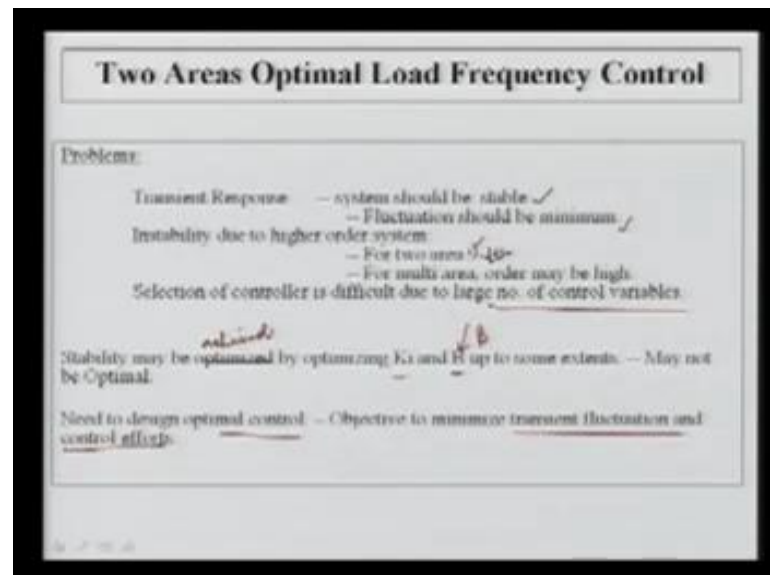 Two Areas Optimal Load Frequency Control
Problems:
Transient Response – system should be stable ✓
– Fluctuation should be minimum ✓
Instability due to higher order system
– For two area
– For multi area, order may be high.
Selection of controller is difficult due to large no. of control variables.
B
Stability may be optimized by optimizing Ki and R up to some extents. – May not
be Optimal.
Need to design optimal control – Objective to minimize transient fluctuation and
control efforts.